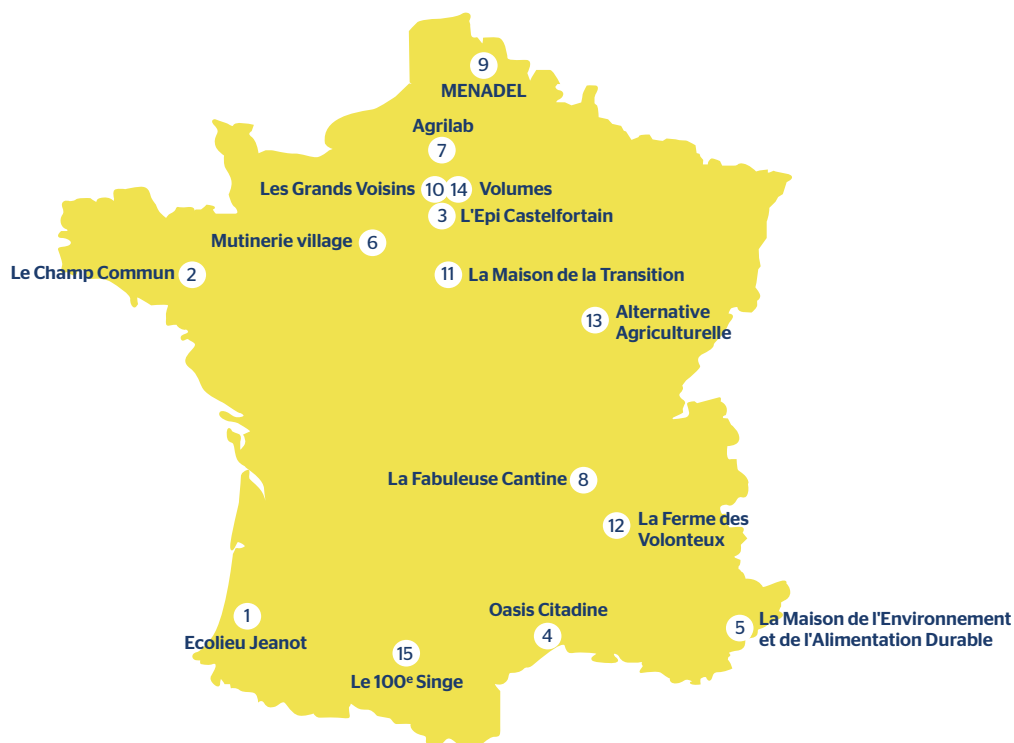 9
MENADEL
Agrilab
7
Les Grands Voisins 10 14 Volumes
3 L'Epi Castelfortain
Mutinerie village 6
Le Champ Commun 2
11 La Maison de la Transition
13 Alternative
Agriculturelle
La Fabuleuse Cantine 8
12 La Ferme des
Volonteux
1
Ecolieu Jeanot
Oasis Citadine
4
5 La Maison de l'Environnement
et de l'Alimentation Durable
15
Le 100e Singe